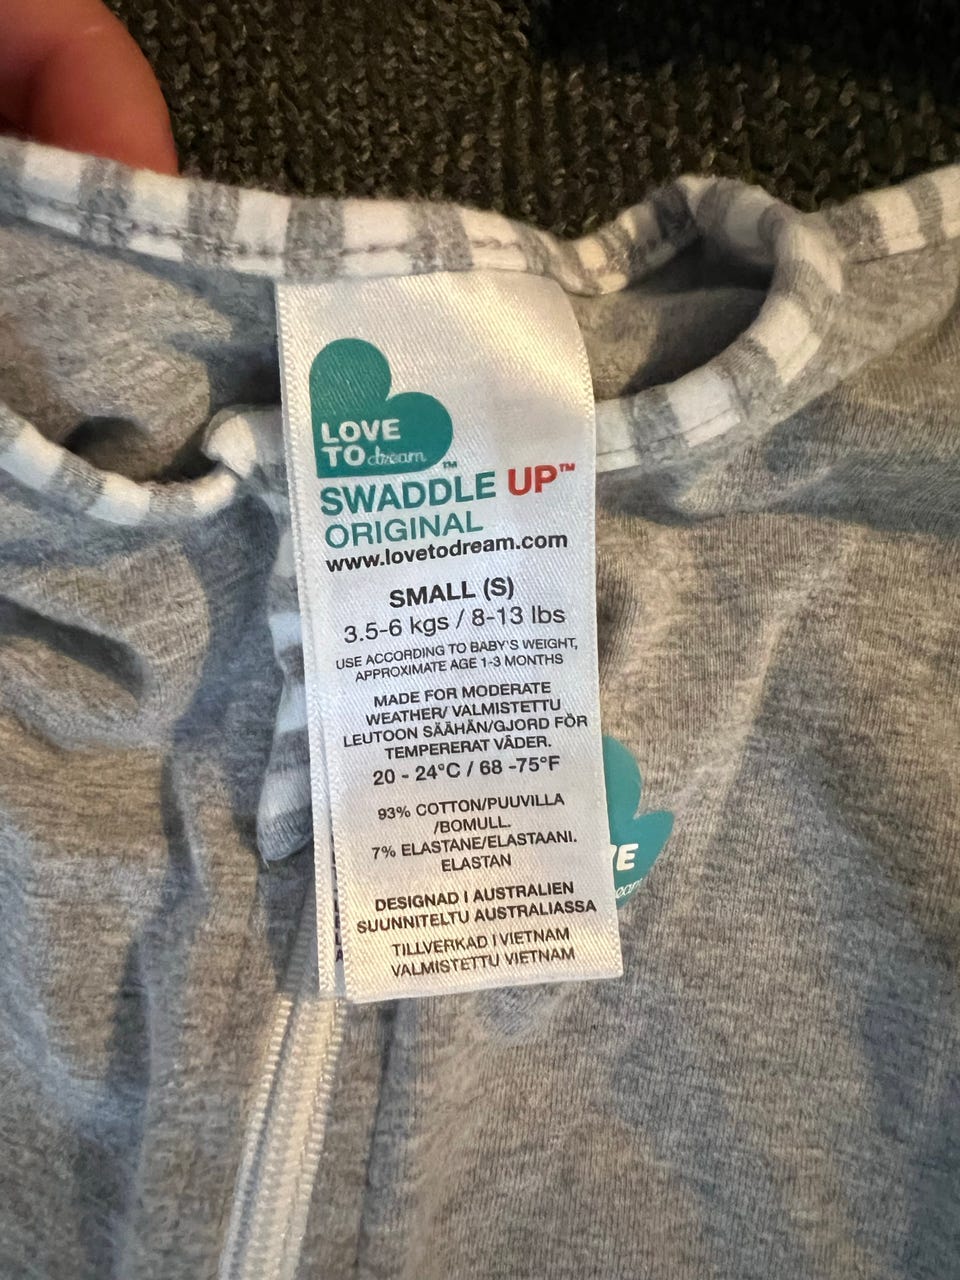 LOVE
TO dream™
SWADDLE UP™
ORIGINAL
www.lovetodream.com
SMALL (S)
3.5-6 kgs / 8-13 lbs
USE ACCORDING TO BABY'S WEIGHT,
APPROXIMATE AGE 1-3 MONTHS
MADE FOR MODERATE
WEATHER/ VALMISTETTU
LEUTOON SÄÄHÄN/GJORD FÖR
TEMPERERAT VÄDER.
20 - 24°C / 68 -75°F
93% COTTON/PUUVILLA
/BOMULL.
7% ELASTANE/ELASTAANI.
ELASTAN
DESIGNAD I AUSTRALIEN
SUUNNITELTU AUSTRALIASSA
TILLVERKAD I VIETNAM
VALMISTETTU VIETNAM